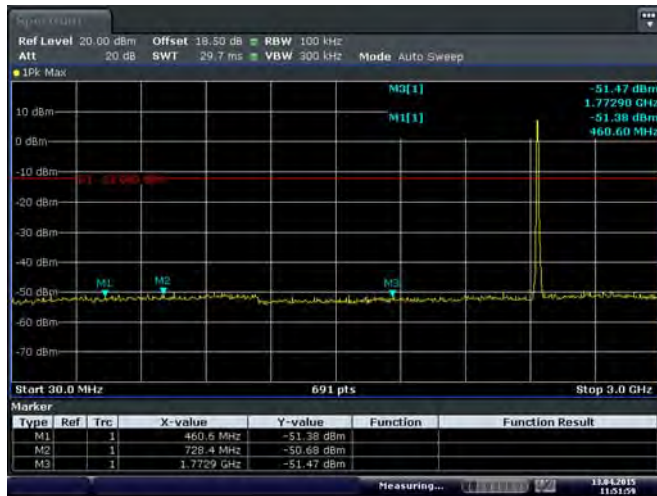 Spectrum
Ref Level 20.00 dBm Offset 18.50 dB RBW 100 kHz
Att 20 dB SWT 29.7 ms VBW 300 kHz Mode Auto Sweep
1Pk Max
M3[1] -51.47 dBm
1.77290 GHz
10 dBm
M1[1] -51.38 dBm
460.60 MHz
0 dBm
-10 dBm
-20 dBm
-30 dBm
-40 dBm
M1 M2 M3
-50 dBm
-60 dBm
-70 dBm
Start 30.0 MHz 691 pts Stop 3.0 GHz
Marker
Type Ref Trc X-value Y-value Function Function Result
M1 1 460.6 MHz -51.38 dBm
M2 1 728.4 MHz -50.68 dBm
M3 1 1.7729 GHz -51.47 dBm
Measuring... 13.04.2015
11:51:59